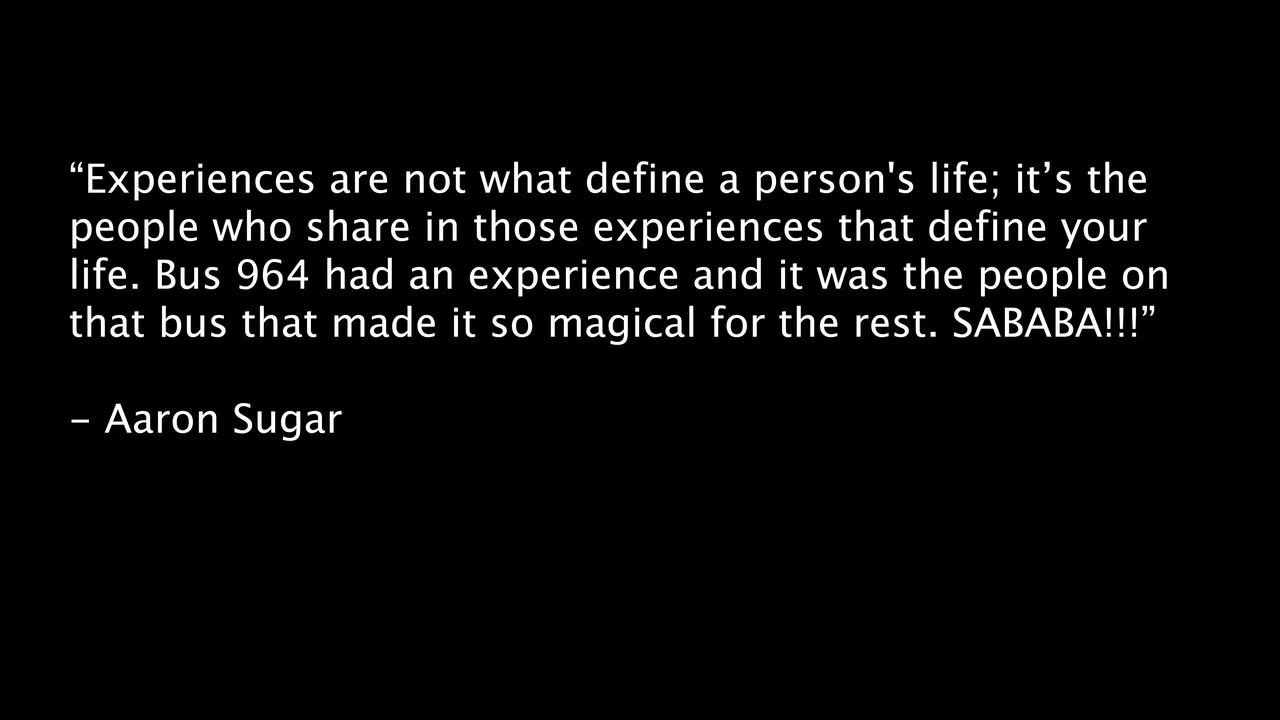 “Experiences are not what define a person's life; it’s the
people who share in those experiences that define your
life. Bus 964 had an experience and it was the people on
that bus that made it so magical for the rest. SABABA!!!”
– Aaron Sugar